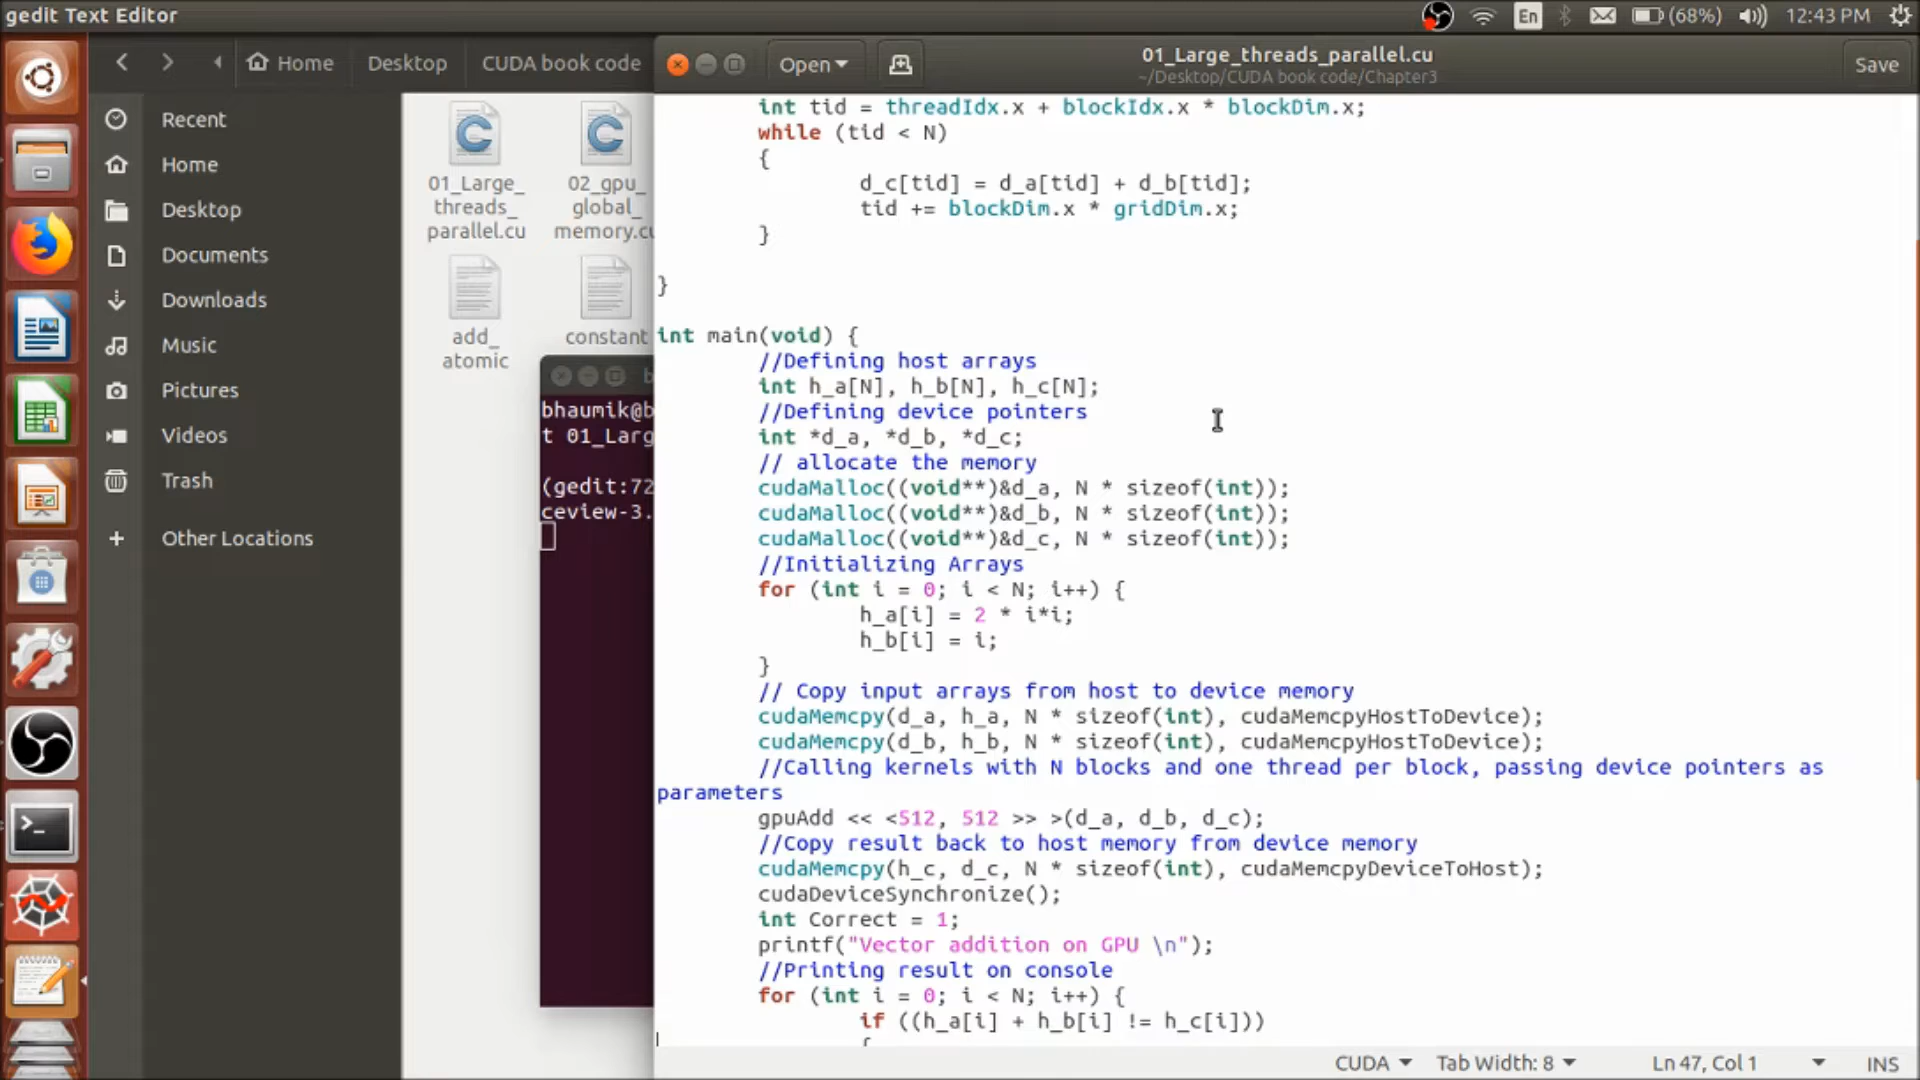 gedit Text Editor
En
(68%)
12:43 PM
Home
Desktop
CUDA book code
Open
01_Large_threads_parallel.cu
~/Desktop/CUDA book code/Chapter3
Save
Recent
Home
Desktop
Documents
Downloads
Music
Pictures
Videos
Trash
+ Other Locations
01_Large_
threads_
parallel.cu
02_gpu_
global_
memory.cu
add_
atomic
constant
bhaumik@b
t 01_Larg
(gedit:72
ceview-3.
int tid = threadIdx.x + blockIdx.x * blockDim.x;
while (tid < N)
{
d_c[tid] = d_a[tid] + d_b[tid];
tid += blockDim.x * gridDim.x;
}
}
int main(void) {
//Defining host arrays
int h_a[N], h_b[N], h_c[N];
//Defining device pointers
int *d_a, *d_b, *d_c;
// allocate the memory
cudaMalloc((void**)&d_a, N * sizeof(int));
cudaMalloc((void**)&d_b, N * sizeof(int));
cudaMalloc((void**)&d_c, N * sizeof(int));
//Initializing Arrays
for (int i = 0; i < N; i++) {
h_a[i] = 2 * i*i;
h_b[i] = i;
}
// Copy input arrays from host to device memory
cudaMemcpy(d_a, h_a, N * sizeof(int), cudaMemcpyHostToDevice);
cudaMemcpy(d_b, h_b, N * sizeof(int), cudaMemcpyHostToDevice);
//Calling kernels with N blocks and one thread per block, passing device pointers as
parameters
gpuAdd << <512, 512 >> >(d_a, d_b, d_c);
//Copy result back to host memory from device memory
cudaMemcpy(h_c, d_c, N * sizeof(int), cudaMemcpyDeviceToHost);
cudaDeviceSynchronize();
int Correct = 1;
printf("Vector addition on GPU \n");
//Printing result on console
for (int i = 0; i < N; i++) {
if ((h_a[i] + h_b[i] != h_c[i]))
{
CUDA
Tab Width: 8
Ln 47, Col 1
INS